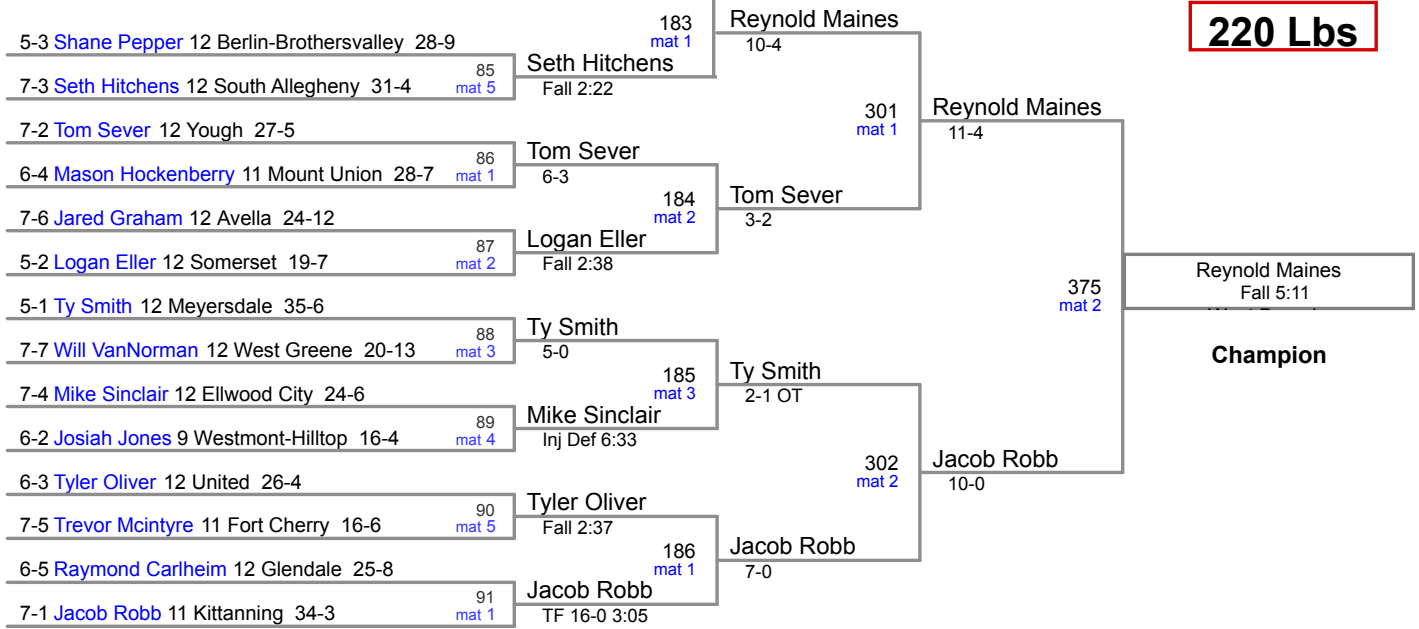 220 Lbs
5-3 Shane Pepper 12 Berlin-Brothersvalley 28-9
7-3 Seth Hitchens 12 South Allegheny 31-4
7-2 Tom Sever 12 Yough 27-5
6-4 Mason Hockenberry 11 Mount Union 28-7
7-6 Jared Graham 12 Avella 24-12
5-2 Logan Eller 12 Somerset 19-7
5-1 Ty Smith 12 Meyersdale 35-6
7-7 Will VanNorman 12 West Greene 20-13
7-4 Mike Sinclair 12 Ellwood City 24-6
6-2 Josiah Jones 9 Westmont-Hilltop 16-4
6-3 Tyler Oliver 12 United 26-4
7-5 Trevor Mcintyre 11 Fort Cherry 16-6
6-5 Raymond Carlheim 12 Glendale 25-8
7-1 Jacob Robb 11 Kittanning 34-3
85
mat 5
86
mat 1
87
mat 2
88
mat 3
89
mat 4
90
mat 5
91
mat 1
Seth Hitchens
Fall 2:22
Tom Sever
6-3
Logan Eller
Fall 2:38
Ty Smith
5-0
Mike Sinclair
Inj Def 6:33
Tyler Oliver
Fall 2:37
Jacob Robb
TF 16-0 3:05
183
mat 1
184
mat 2
185
mat 3
186
mat 1
Reynold Maines
10-4
Tom Sever
3-2
Ty Smith
2-1 OT
Jacob Robb
7-0
301
mat 1
302
mat 2
Reynold Maines
11-4
Jacob Robb
10-0
375
mat 2
Reynold Maines
Fall 5:11
Champion